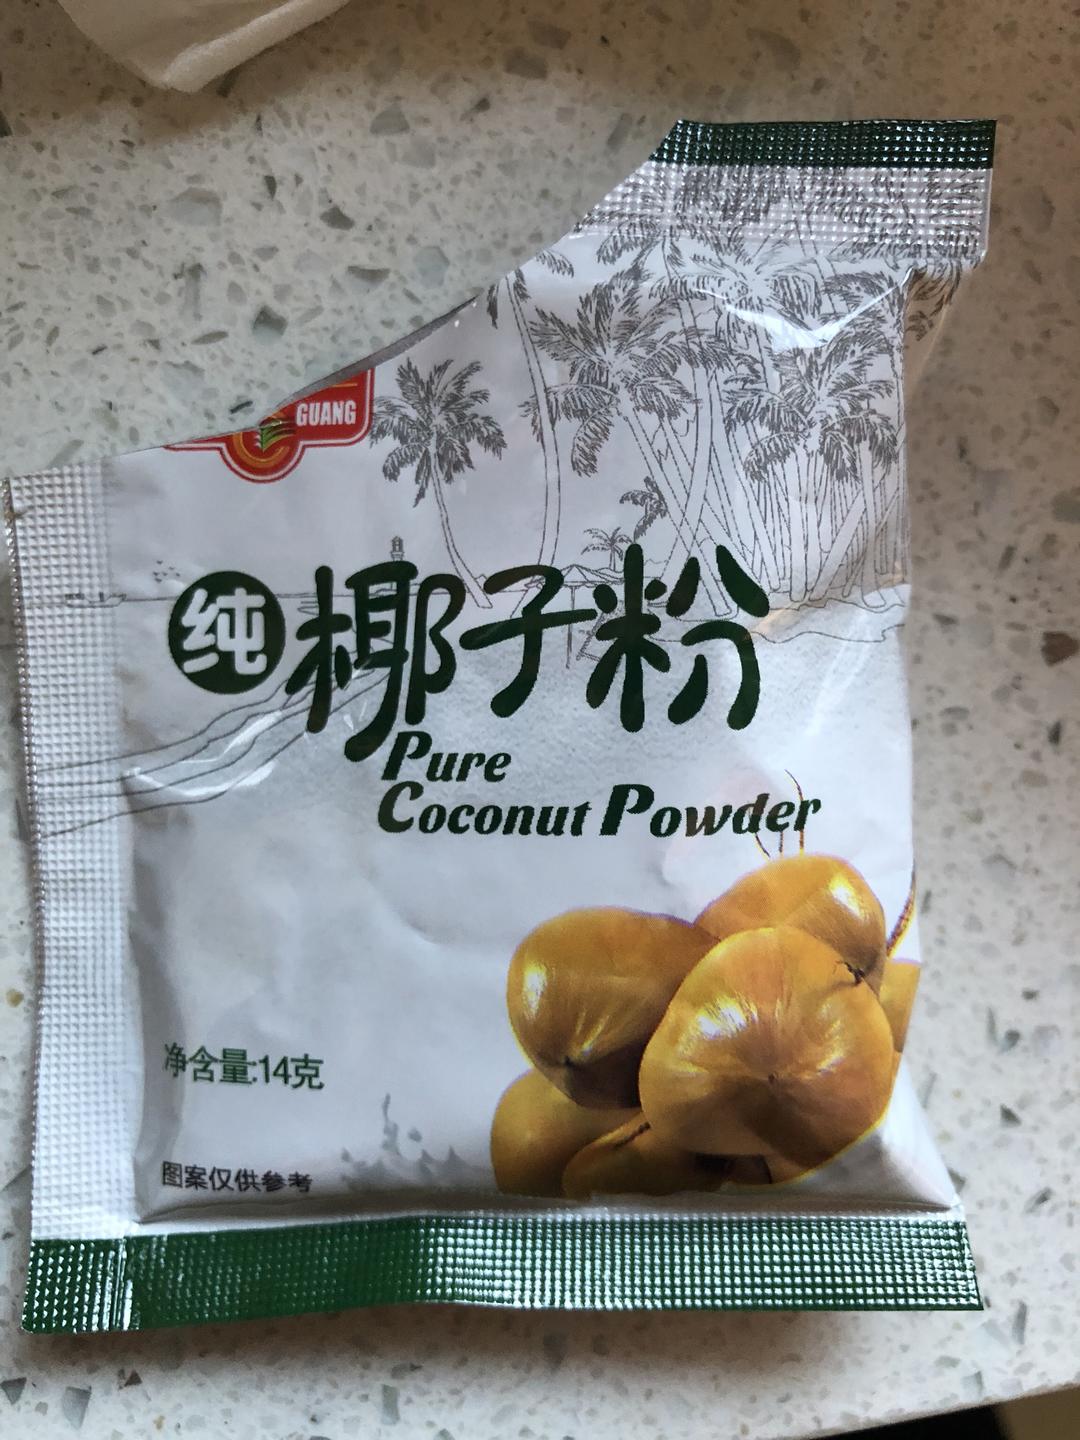 GUANG
纯椰子粉
Pure
Coconut Powder
净含量:14克
图案仅供参考